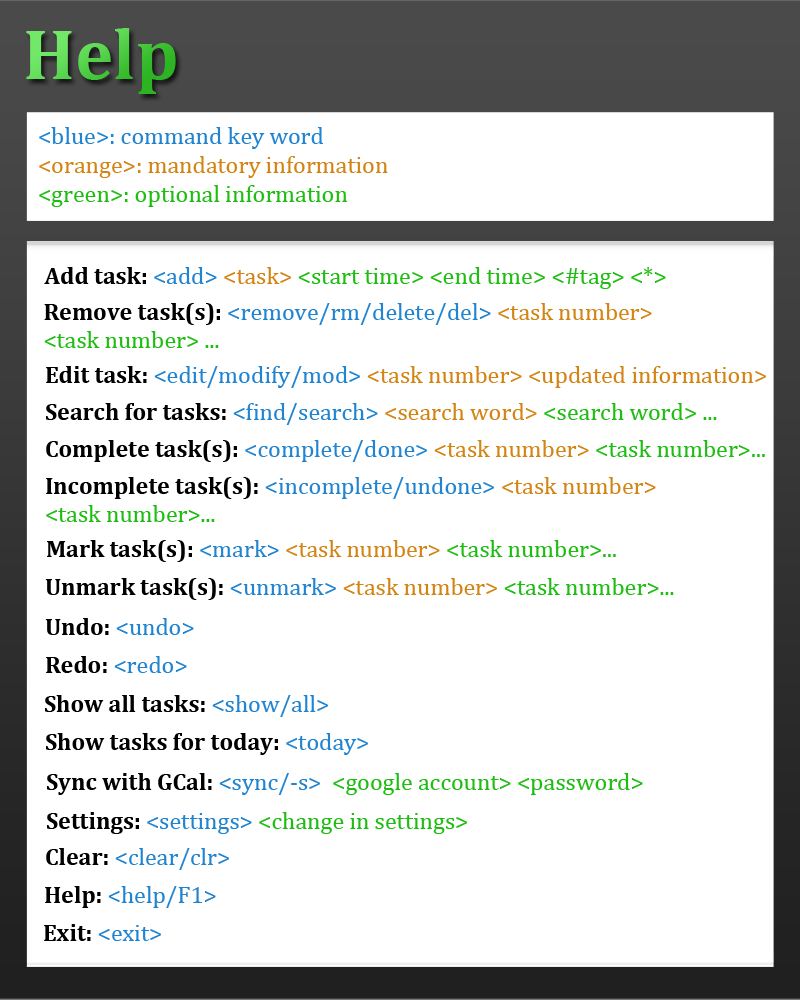 Help
<blue>: command key word
<orange>: mandatory information
<green>: optional information
Add task: <add> <task> <start time> <end time> <#tag> <*>
Remove task(s): <remove/rm/delete/del> <task number>
<task number> ...
Edit task: <edit/modify/mod> <task number> <updated information>
Search for tasks: <find/search> <search word> <search word> ...
Complete task(s): <complete/done> <task number> <task number>...
Incomplete task(s): <incomplete/undone> <task number>
<task number>...
Mark task(s): <mark> <task number> <task number>...
Unmark task(s): <unmark> <task number> <task number>...
Undo: <undo>
Redo: <redo>
Show all tasks: <show/all>
Show tasks for today: <today>
Sync with GCal: <sync/-s> <google account> <password>
Settings: <settings> <change in settings>
Clear: <clear/clr>
Help: <help/F1>
Exit: <exit>